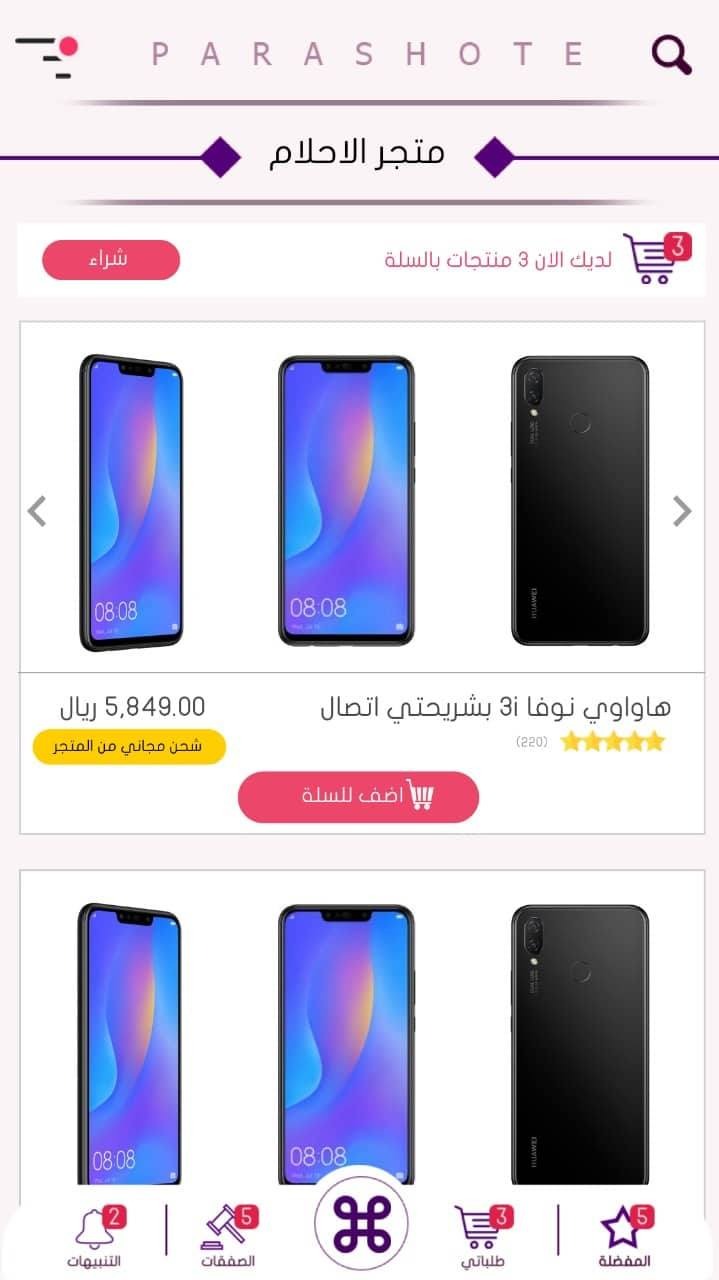 PARASHOTE
متجر الاحلام
3
لديك الان 3 منتجات بالسلة
شراء
08:08
08:08
HUAWEI
هاواوي نوفا 3i بشريحتي اتصال
5,849.00 ريال
(220)
شحن مجاني من المتجر
اضف للسلة
08:08
08:08
HUAWEI
5
المفضلة
3
طلباتي
5
الصفقات
2
التنبيهات